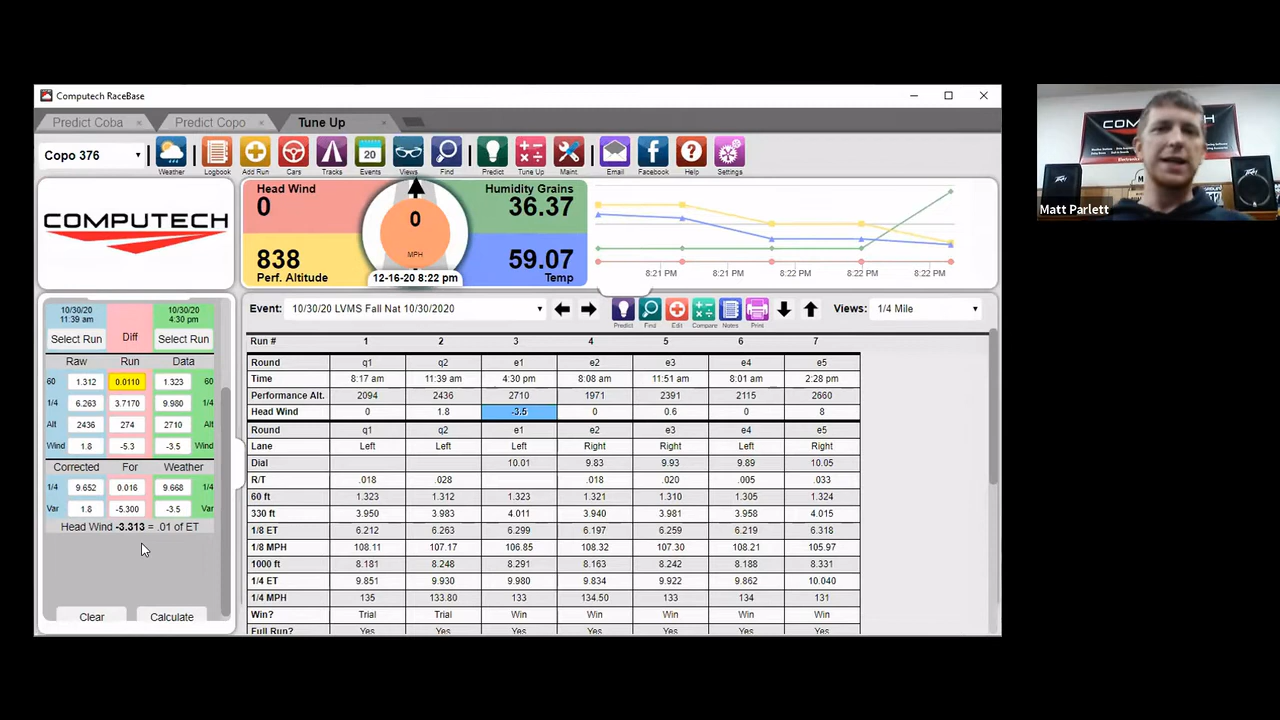 Computech RaceBase
Predict Coba
Predict Copo
Tune Up
Copo 376
Weather Logbook Add Run Cars Tracks Events Views Find Predict Tune Up Maint Email Facebook Help Settings
20
COMPUTECH
Head Wind
0
838
Perf. Altitude
0
MPH
12-16-20 8:22 pm
Humidity Grains
36.37
59.07
Temp
8:21 PM 8:21 PM 8:22 PM 8:22 PM 8:22 PM
Matt Parlett
PEAVEY
10/30/20 11:39 am
10/30/20 4:30 pm
Select Run Diff Select Run
Raw Run Data
60 1.312 0.0110 1.323 60
1/4 6.263 3.7170 9.980 1/4
Alt 2436 274 2710 Alt
Wind 1.8 -5.3 -3.5 Wind
Corrected For Weather
1/4 9.652 0.016 9.668 1/4
Var 1.8 -5.300 -3.5 Var
Head Wind -3.313 = .01 of ET
Clear Calculate
Event: 10/30/20 LVMS Fall Nat 10/30/2020
Predict Find Edit Compare Notes Print
Views: 1/4 Mile
Run # 1 2 3 4 5 6 7
Round q1 q2 e1 e2 e3 e4 e5
Time 8:17 am 11:39 am 4:30 pm 8:08 am 11:51 am 8:01 am 2:28 pm
Performance Alt. 2094 2436 2710 1971 2391 2115 2660
Head Wind 0 1.8 -3.5 0 0.6 0 8
Round q1 q2 e1 e2 e3 e4 e5
Lane Left Left Left Right Right Left Right
Dial 10.01 9.83 9.93 9.89 10.05
R/T .018 .028 .018 .020 .005 .033
60 ft 1.323 1.312 1.323 1.321 1.310 1.305 1.324
330 ft 3.950 3.983 4.011 3.940 3.981 3.958 4.015
1/8 ET 6.212 6.263 6.299 6.197 6.259 6.219 6.318
1/8 MPH 108.11 107.17 106.85 108.32 107.30 108.21 105.97
1000 ft 8.181 8.248 8.291 8.163 8.242 8.188 8.331
1/4 ET 9.851 9.930 9.980 9.834 9.922 9.862 10.040
1/4 MPH 135 133.80 133 134.50 133 134 131
Win? Trial Trial Win Win Win Win Win
Full Run? Yes Yes Yes Yes Yes Yes Yes